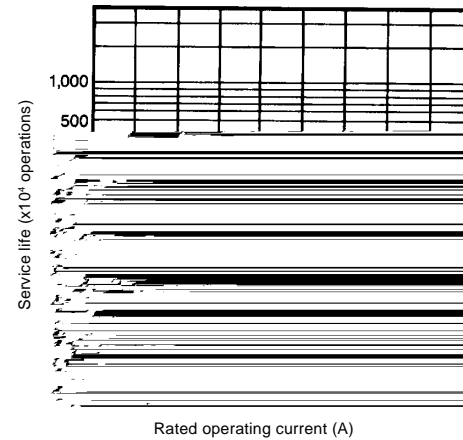 1,000
500
Service life (x10⁴ operations)
Rated operating current (A)